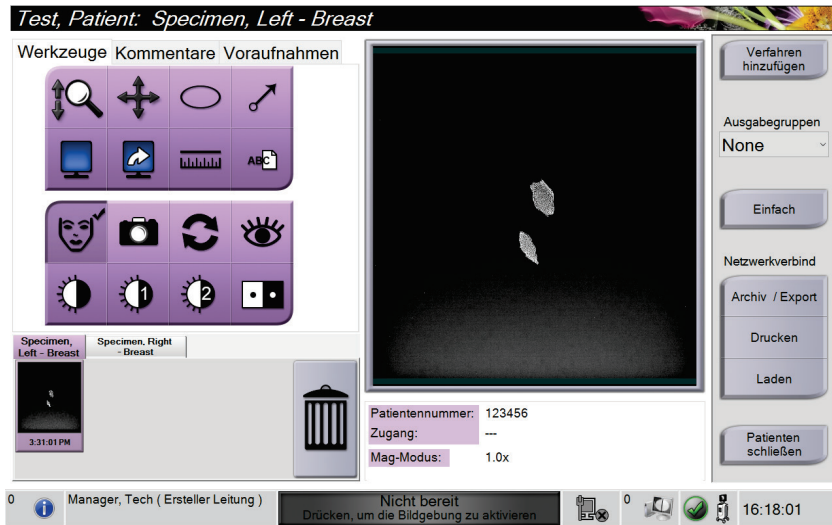 Test, Patient: Specimen, Left - Breast
Werkzeuge Kommentare Voraufnahmen
ABC
1
2
Specimen,
Left - Breast
Specimen, Right
- Breast
3:31:01 PM
Patientennummer: 123456
Zugang: ---
Mag-Modus: 1.0x
Verfahren
hinzufügen
Ausgabegruppen
None
Einfach
Netzwerkverbind
Archiv / Export
Drucken
Laden
Patienten
schließen
0
Manager, Tech ( Ersteller Leitung )
Nicht bereit
Drücken, um die Bildgebung zu aktivieren
0
16:18:01